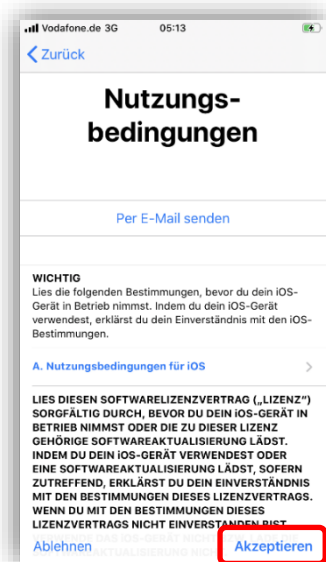 Vodafone.de 3G 05:13
Zurück
Nutzungs-
bedingungen
Per E-Mail senden
WICHTIG
Lies die folgenden Bestimmungen, bevor du dein iOS-
Gerät in Betrieb nimmst. Indem du dein iOS-Gerät
verwendest, erklärst du dein Einverständnis mit den iOS-
Bestimmungen.
A. Nutzungsbedingungen für iOS
LIES DIESEN SOFTWARELIZENZVERTRAG („LIZENZ“)
SORGFÄLTIG DURCH, BEVOR DU DEIN iOS-GERÄT IN
BETRIEB NIMMST ODER DIE ZU DIESER LIZENZ
GEHÖRIGE SOFTWAREAKTUALISIERUNG LÄDST.
INDEM DU DEIN iOS-GERÄT VERWENDEST ODER
EINE SOFTWAREAKTUALISIERUNG LÄDST, SOFERN
ZUTREFFEND, ERKLÄRST DU DEIN EINVERSTÄNDNIS
MIT DEN BESTIMMUNGEN DIESES LIZENZVERTRAGS.
WENN DU MIT DEN BESTIMMUNGEN DIESES
LIZENZVERTRAGS NICHT EINVERSTANDEN BIST,
Ablehnen Akzeptieren